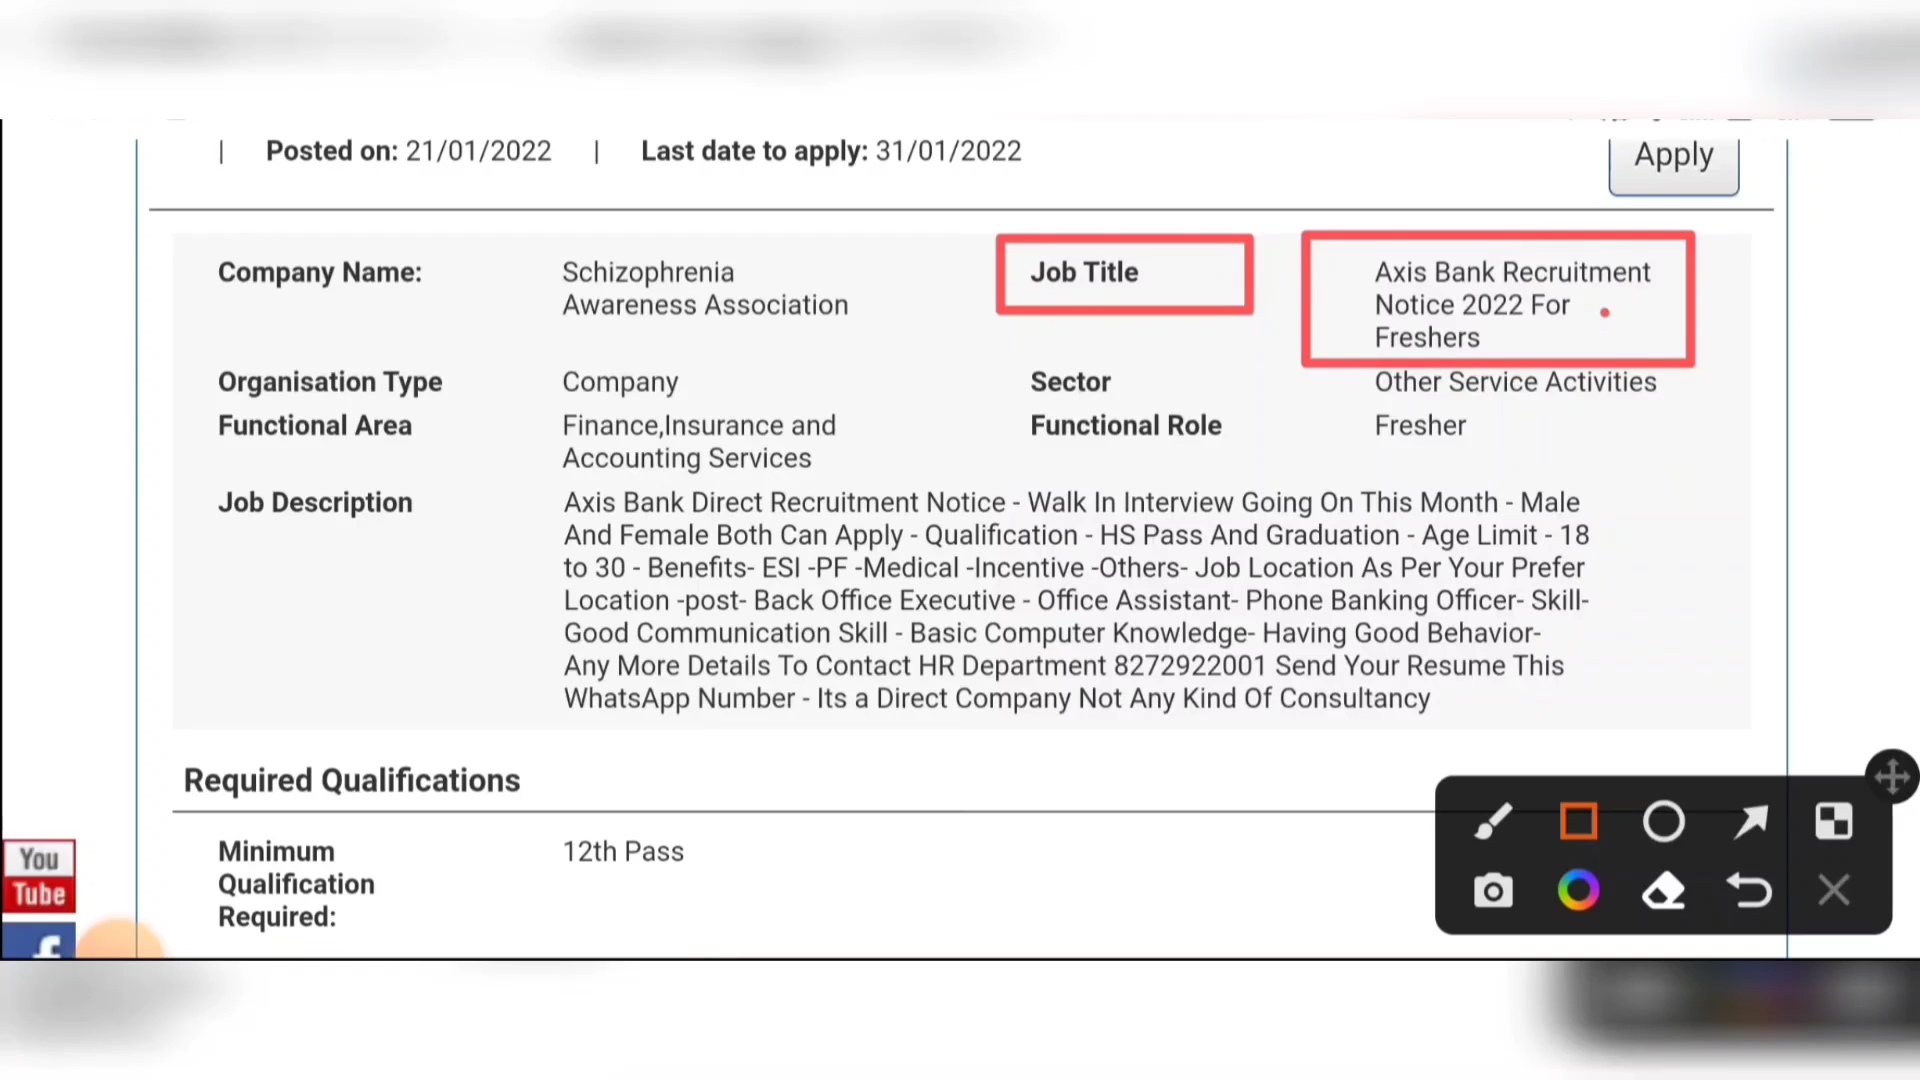 | Posted on: 21/01/2022 | Last date to apply: 31/01/2022
Apply
Company Name:
Schizophrenia
Awareness Association
Job Title
Axis Bank Recruitment
Notice 2022 For
Freshers
Organisation Type
Company
Sector
Other Service Activities
Functional Area
Finance,Insurance and
Accounting Services
Functional Role
Fresher
Job Description
Axis Bank Direct Recruitment Notice - Walk In Interview Going On This Month - Male
And Female Both Can Apply - Qualification - HS Pass And Graduation - Age Limit - 18
to 30 - Benefits- ESI -PF -Medical -Incentive -Others- Job Location As Per Your Prefer
Location -post- Back Office Executive - Office Assistant- Phone Banking Officer- Skill-
Good Communication Skill - Basic Computer Knowledge- Having Good Behavior-
Any More Details To Contact HR Department 8272922001 Send Your Resume This
WhatsApp Number - Its a Direct Company Not Any Kind Of Consultancy
Required Qualifications
Minimum
Qualification
Required:
12th Pass
You
Tube
f